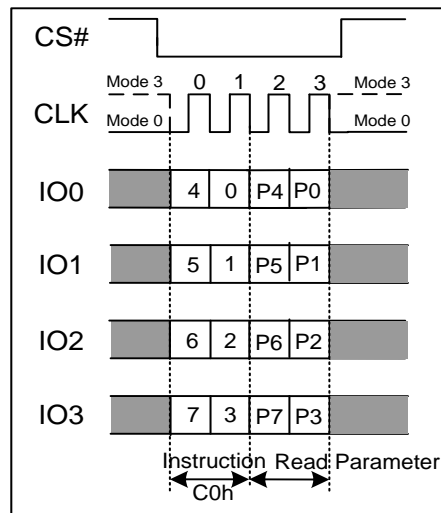 CS#
Mode 3 0 1 2 3 Mode 3
CLK
Mode 0 Mode 0
IO0 4 0 P4 P0
IO1 5 1 P5 P1
IO2 6 2 P6 P2
IO3 7 3 P7 P3
Instruction Read Parameter
C0h